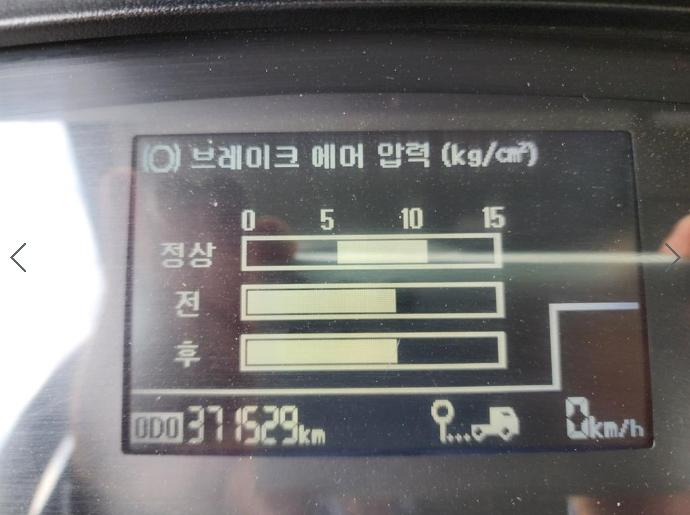 브레이크 에어 압력 (kg/cm²)
0 5 10 15
정상
전
후
ODO 371529km 0km/h